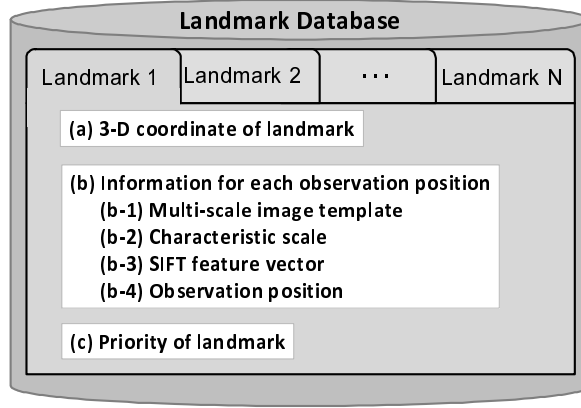 Landmark Database
Landmark 1 Landmark 2 ⋯ Landmark N
(a) 3-D coordinate of landmark
(b) Information for each observation position
(b-1) Multi-scale image template
(b-2) Characteristic scale
(b-3) SIFT feature vector
(b-4) Observation position
(c) Priority of landmark